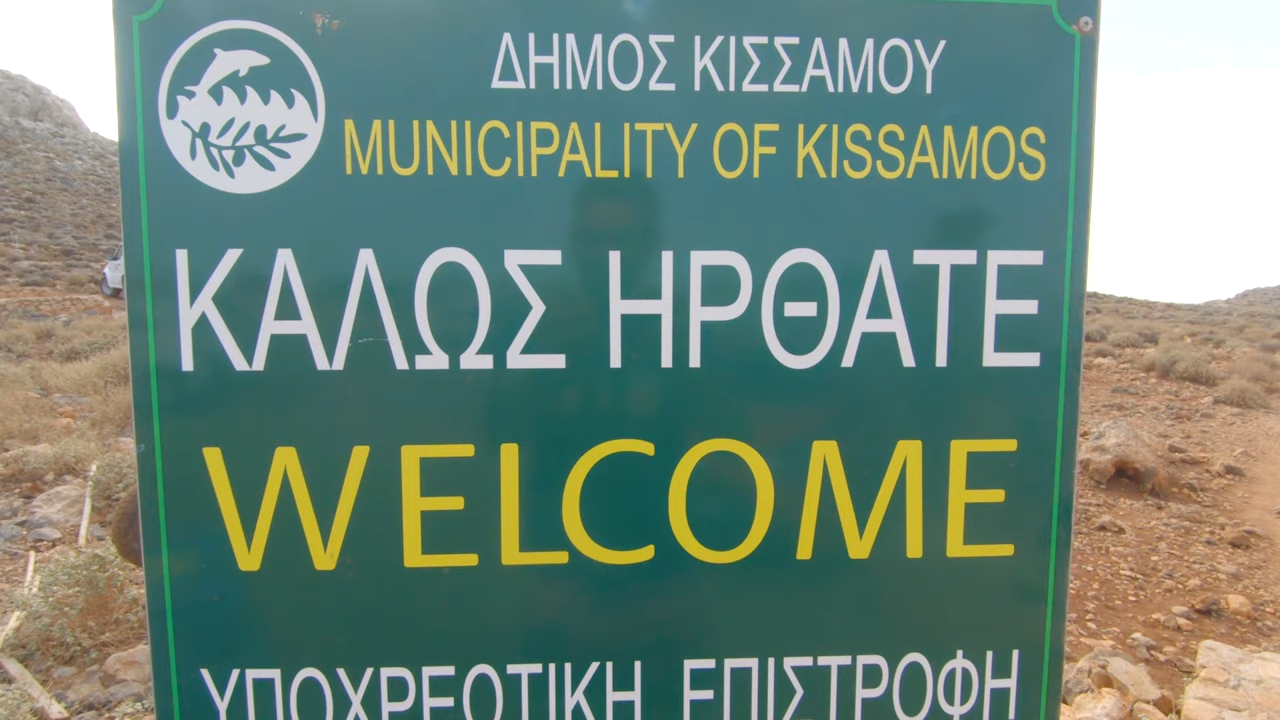 ΔΗΜΟΣ ΚΙΣΣΑΜΟΥ
MUNICIPALITY OF KISSAMOS
ΚΑΛΩΣ ΗΡΘΑΤΕ
WELCOME
ΥΠΟΧΡΕΩΤΙΚΗ ΕΠΙΣΤΡΟΦΗ